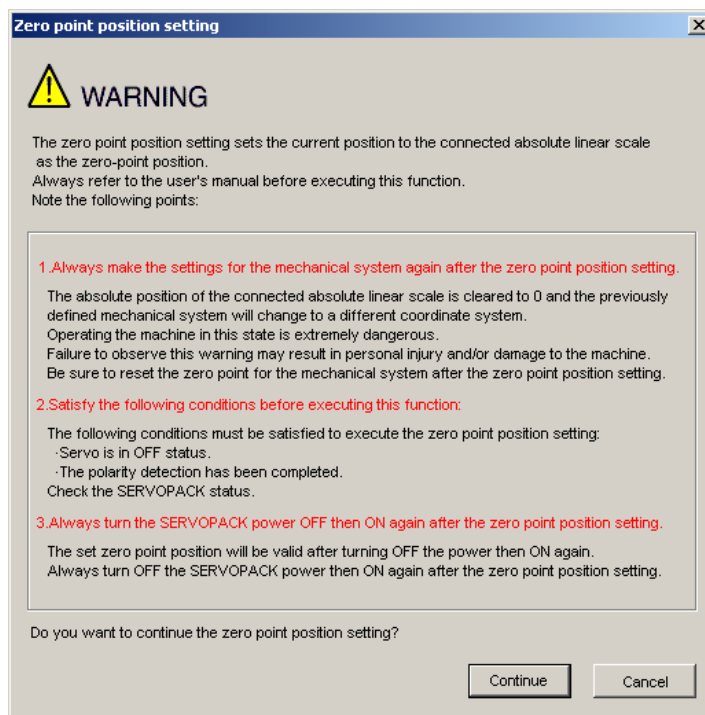 Zero point position setting
WARNING
The zero point position setting sets the current position to the connected absolute linear scale
as the zero-point position.
Always refer to the user's manual before executing this function.
Note the following points:
1.Always make the settings for the mechanical system again after the zero point position setting.
The absolute position of the connected absolute linear scale is cleared to 0 and the previously
defined mechanical system will change to a different coordinate system.
Operating the machine in this state is extremely dangerous.
Failure to observe this warning may result in personal injury and/or damage to the machine.
Be sure to reset the zero point for the mechanical system after the zero point position setting.
2.Satisfy the following conditions before executing this function:
The following conditions must be satisfied to execute the zero point position setting:
·Servo is in OFF status.
·The polarity detection has been completed.
Check the SERVOPACK status.
3.Always turn the SERVOPACK power OFF then ON again after the zero point position setting.
The set zero point position will be valid after turning OFF the power then ON again.
Always turn OFF the SERVOPACK power then ON again after the zero point position setting.
Do you want to continue the zero point position setting?
Continue
Cancel